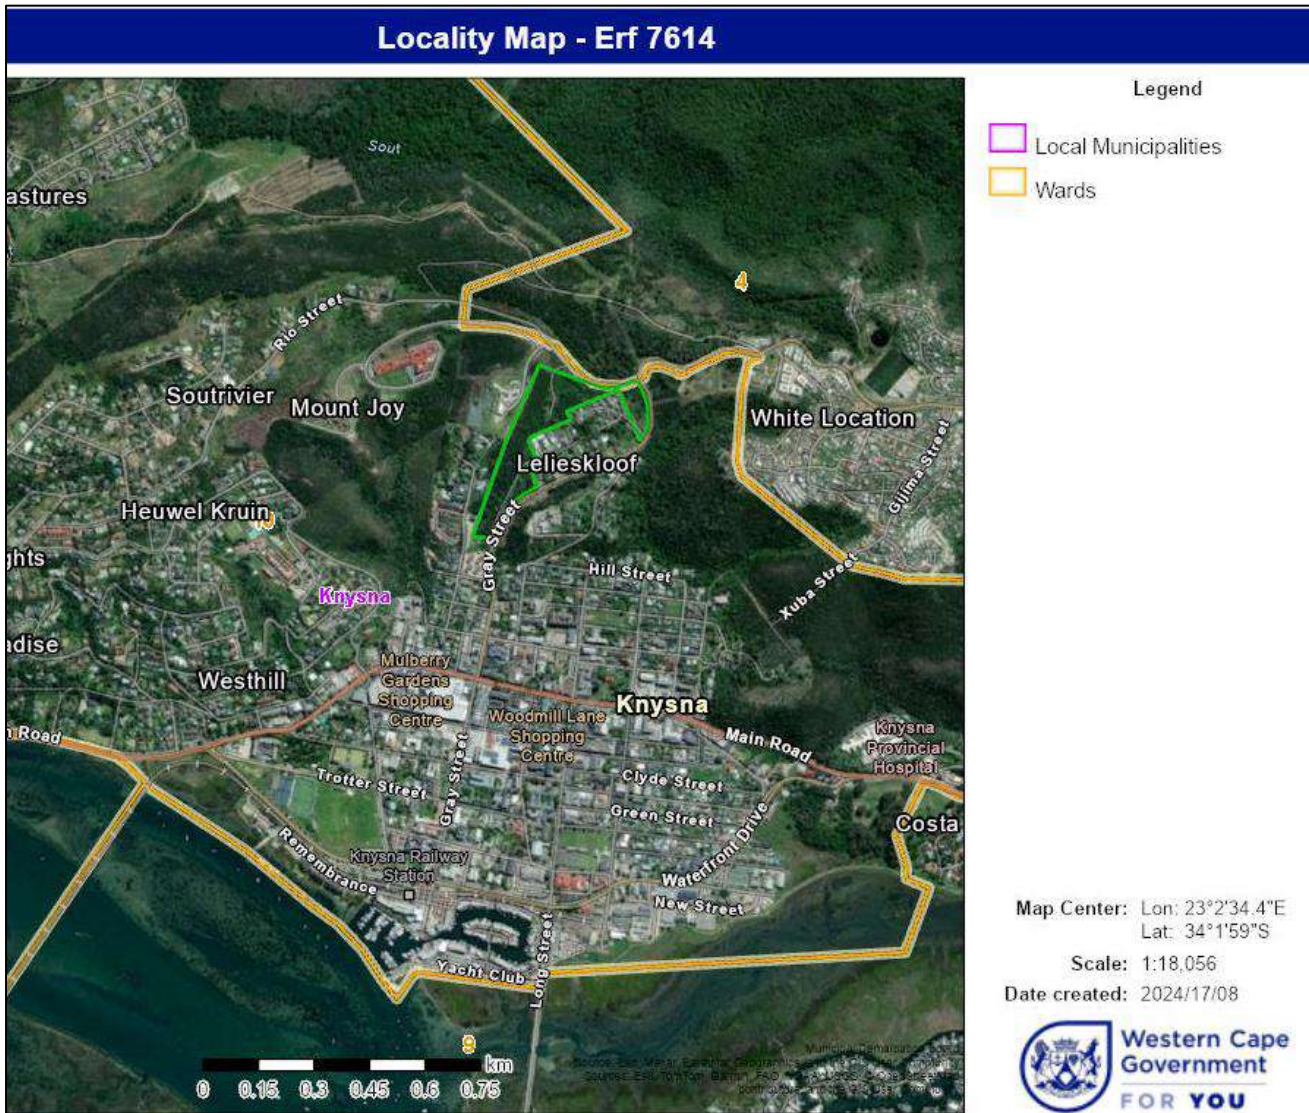 Locality Map - Erf 7614
Legend
Local Municipalities
Wards
Sout
astures
4
Rio Street
Soutrivier
Mount Joy
White Location
Lelieskloof
Gijima Street
Heuwel Kruin
Gray Street
ghts
Hill Street
Xuba Street
Knysna
adise
Westhill
Mulberry
Gardens
Shopping
Centre
Knysna
Woodmill Lane
Shopping
Centre
Main Road
Knysna
Provincial
Hospital
n Road
Trotter Street
Gray Street
Clyde Street
Green Street
Costa
Remembrance
Knysna Railway
Station
Waterfront Drive
New Street
Yacht Club
Long Street
9
km
0 0.15 0.3 0.45 0.6 0.75
Map Center: Lon: 23°2'34.4"E
Lat: 34°1'59"S
Scale: 1:18,056
Date created: 2024/17/08
Western Cape
Government
FOR YOU